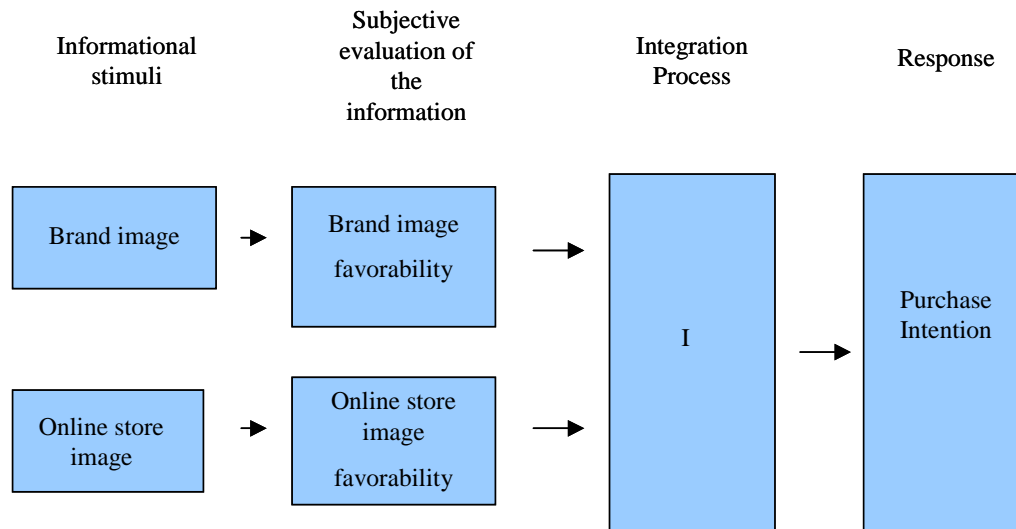 Informational
stimuli
Subjective
evaluation of
the
information
Integration
Process
Response
Brand image
Brand image
favorability
I
Purchase
Intention
Online store
image
Online store
image
favorability